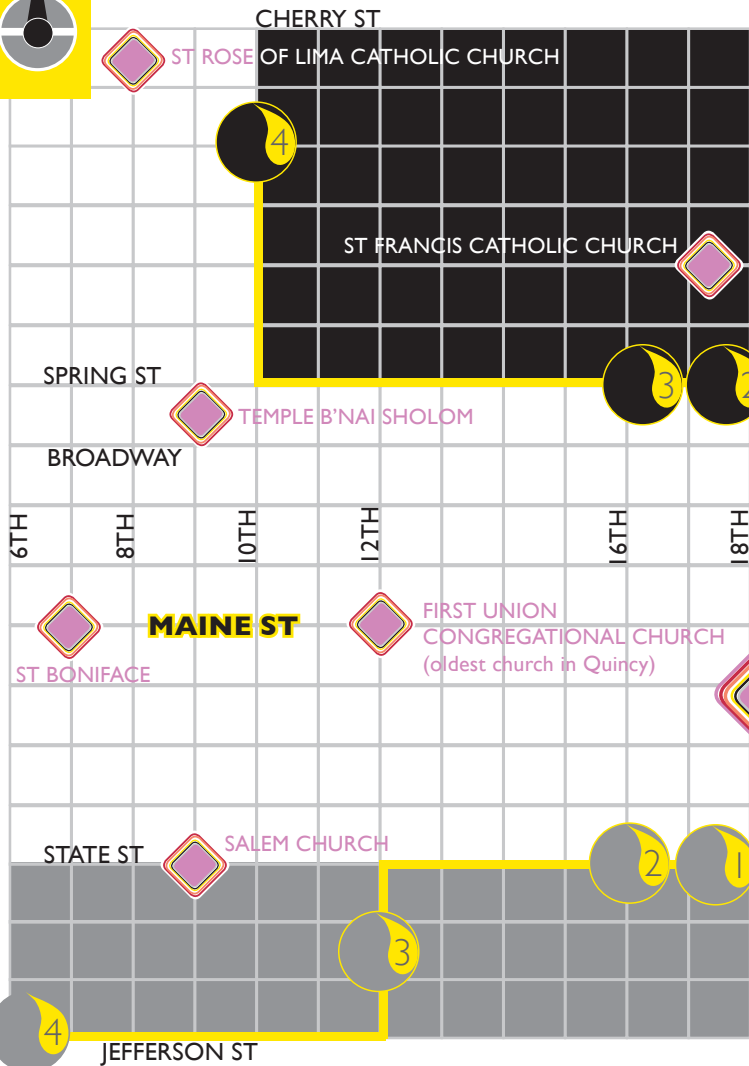 CHERRY ST
ST ROSE OF LIMA CATHOLIC CHURCH
4
ST FRANCIS CATHOLIC CHURCH
SPRING ST
3
2
TEMPLE B'NAI SHOLOM
BROADWAY
6TH
8TH
10TH
12TH
16TH
18TH
MAINE ST
FIRST UNION
CONGREGATIONAL CHURCH
(oldest church in Quincy)
ST BONIFACE
STATE ST
SALEM CHURCH
2
1
3
4
JEFFERSON ST